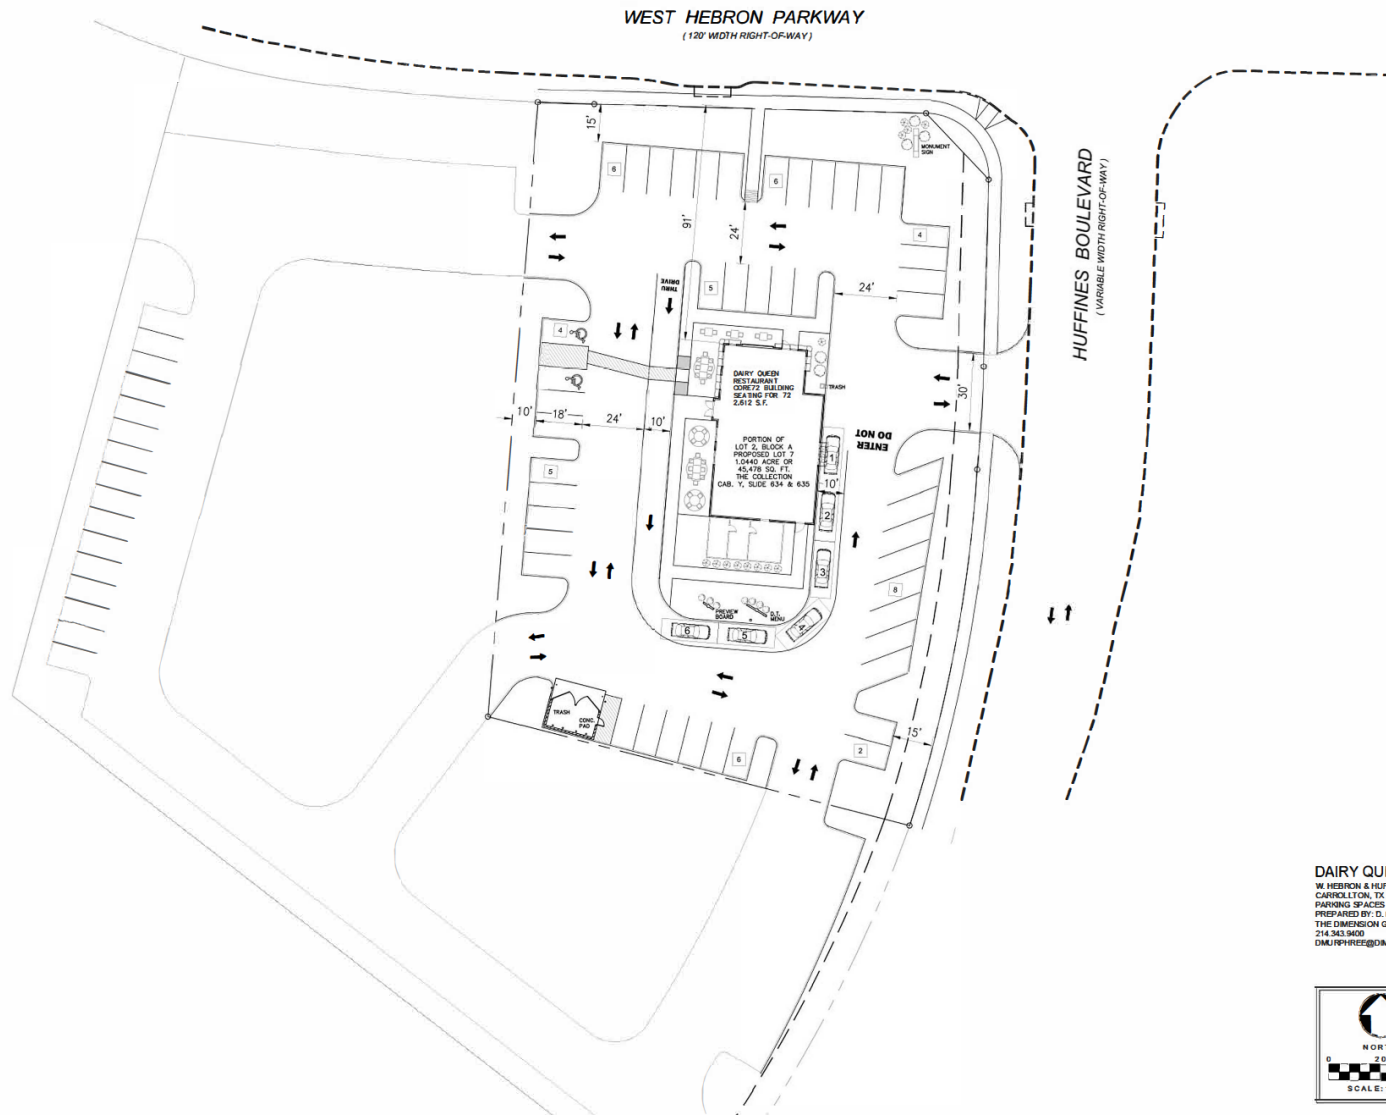 WEST HEBRON PARKWAY
( 120' WIDTH RIGHT-OF-WAY )
HUFFINES BOULEVARD
( VARIABLE WIDTH RIGHT-OF-WAY )
15'
MONUMENT
SIGN
6
6
91'
24'
4
THRU
DRIVE
5
24'
4
DAIRY QUEEN
RESTAURANT
CORE72 BUILDING
SEATING FOR 72
2,612 S.F.
TRASH
30'
10'
18'
24'
10'
DO NOT
ENTER
PORTION OF
LOT 2, BLOCK A
PROPOSED LOT 7
1.0440 ACRE OR
45,478 SQ. FT.
THE COLLECTION
CAB. Y, SLIDE 634 & 635
1
10'
5
2
3
8
PREVIEW
BOARD
D.T.
MENU
6
5
4
TRASH
CONC.
PAD
6
2
15'
DAIRY QU
W. HEBRON & HU
CARROLLTON, TX
PARKING SPACES
PREPARED BY: D.
THE DIMENSION
214.343.9400
DMURPHREE@DI
NOR
0 20
SCALE: